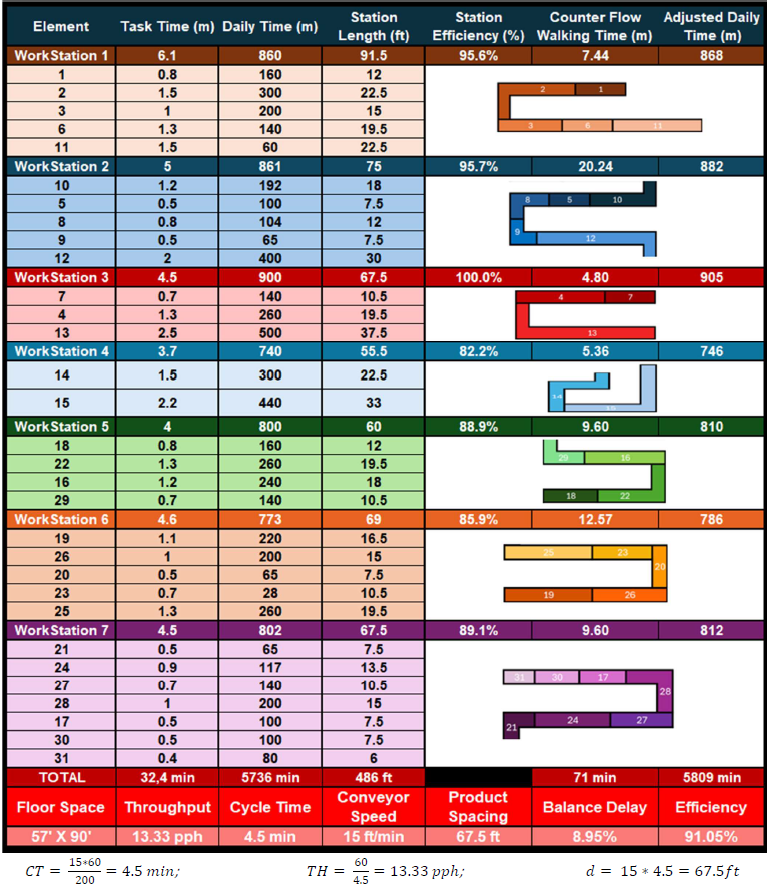 Element Task Time (m) Daily Time (m) Station Length (ft) Station Efficiency (%) Counter Flow Walking Time (m) Adjusted Daily Time (m)
WorkStation 1 6.1 860 91.5 95.6% 7.44 868
1 0.8 160 12
2 1.5 300 22.5
2 1
3 1 200 15
6 1.3 140 19.5
3 6 11
11 1.5 60 22.5
WorkStation 2 5 861 75 95.7% 20.24 882
10 1.2 192 18
5 0.5 100 7.5
8 5 10
8 0.8 104 12
9 0.5 65 7.5
9 12
12 2 400 30
WorkStation 3 4.5 900 67.5 100.0% 4.80 905
7 0.7 140 10.5
4 7
4 1.3 260 19.5
13 2.5 500 37.5
13
WorkStation 4 3.7 740 55.5 82.2% 5.36 746
14 1.5 300 22.5
15 2.2 440 33
WorkStation 5 4 800 60 88.9% 9.60 810
18 0.8 160 12
22 1.3 260 19.5
29 16
16 1.2 240 18
29 0.7 140 10.5
18 22
WorkStation 6 4.6 773 69 85.9% 12.57 786
19 1.1 220 16.5
26 1 200 15
25 23
20 0.5 65 7.5
20
23 0.7 28 10.5
19 26
25 1.3 260 19.5
WorkStation 7 4.5 802 67.5 89.1% 9.60 812
21 0.5 65 7.5
24 0.9 117 13.5
31 30 17
27 0.7 140 10.5
28
28 1 200 15
17 0.5 100 7.5
21 24 27
30 0.5 100 7.5
31 0.4 80 6
TOTAL 32,4 min 5736 min 486 ft 71 min 5809 min
Floor Space Throughput Cycle Time Conveyor Speed Product Spacing Balance Delay Efficiency
57' X 90' 13.33 pph 4.5 min 15 ft/min 67.5 ft 8.95% 91.05%
CT = 15*60/200 = 4.5 min; TH = 60/4.5 = 13.33 pph; d = 15 * 4.5 = 67.5ft